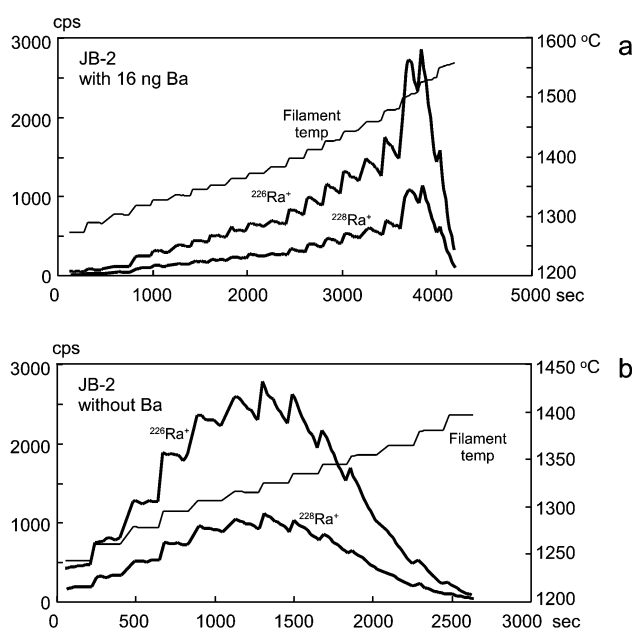 cps
3000
2000
1000
0
JB-2
with 16 ng Ba
Filament
temp
²²⁶Ra⁺
²²⁸Ra⁺
1600 ºC
1500
1400
1300
1200
a
0 1000 2000 3000 4000 5000 sec
cps
3000
2000
1000
0
JB-2
without Ba
²²⁶Ra⁺
Filament
temp
²²⁸Ra⁺
1450 ºC
1400
1350
1300
1250
1200
b
0 500 1000 1500 2000 2500 3000 sec